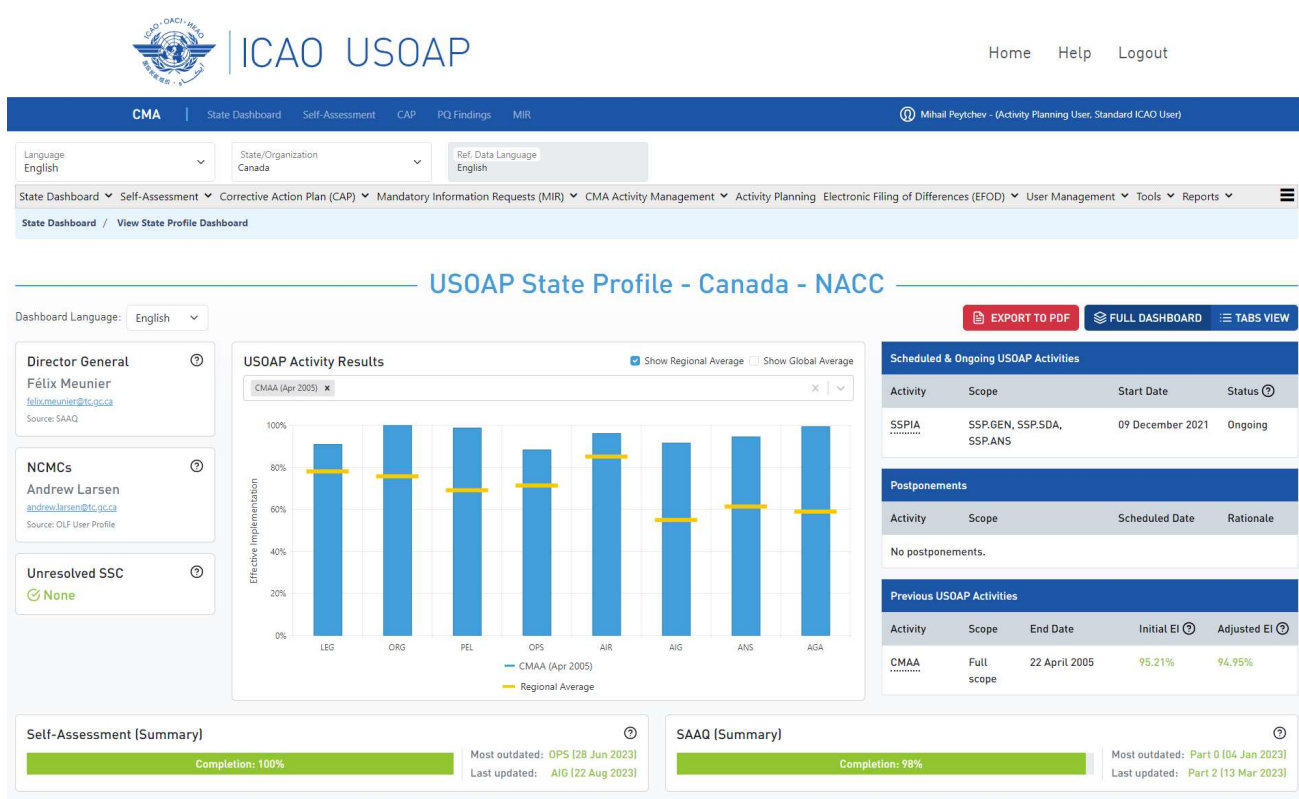 ICAO · OACI · ИКАО
ICAO USOAP
Home Help Logout
CMA | State Dashboard Self-Assessment CAP PQ Findings MIR
Mihail Peytchev - (Activity Planning User, Standard ICAO User)
Language
English
State/Organization
Canada
Ref. Data Language
English
State Dashboard Self-Assessment Corrective Action Plan (CAP) Mandatory Information Requests (MIR) CMA Activity Management Activity Planning Electronic Filing of Differences (EFOD) User Management Tools Reports
State Dashboard / View State Profile Dashboard
USOAP State Profile - Canada - NACC
Dashboard Language: English
EXPORT TO PDF
FULL DASHBOARD
TABS VIEW
Director General
Félix Meunier
felix.meunier@tc.gc.ca
Source: SAAQ
NCMCs
Andrew Larsen
andrew.larsen@tc.gc.ca
Source: OLF User Profile
Unresolved SSC
None
USOAP Activity Results
Show Regional Average Show Global Average
CMAA (Apr 2005) x
Effective Implementation
100%
80%
60%
40%
20%
0%
LEG ORG PEL OPS AIR AIG ANS AGA
CMAA (Apr 2005)
Regional Average
Scheduled & Ongoing USOAP Activities
Activity Scope Start Date Status
SSPIA SSP.GEN, SSP.SDA, 09 December 2021 Ongoing
SSP.ANS
Postponements
Activity Scope Scheduled Date Rationale
No postponements.
Previous USOAP Activities
Activity Scope End Date Initial EI Adjusted EI
CMAA Full 22 April 2005 95.21% 94.95%
scope
Self-Assessment (Summary)
Completion: 100%
Most outdated: OPS (28 Jun 2023)
Last updated: AIG (22 Aug 2023)
SAAQ (Summary)
Completion: 98%
Most outdated: Part 0 (04 Jan 2023)
Last updated: Part 2 (13 Mar 2023)